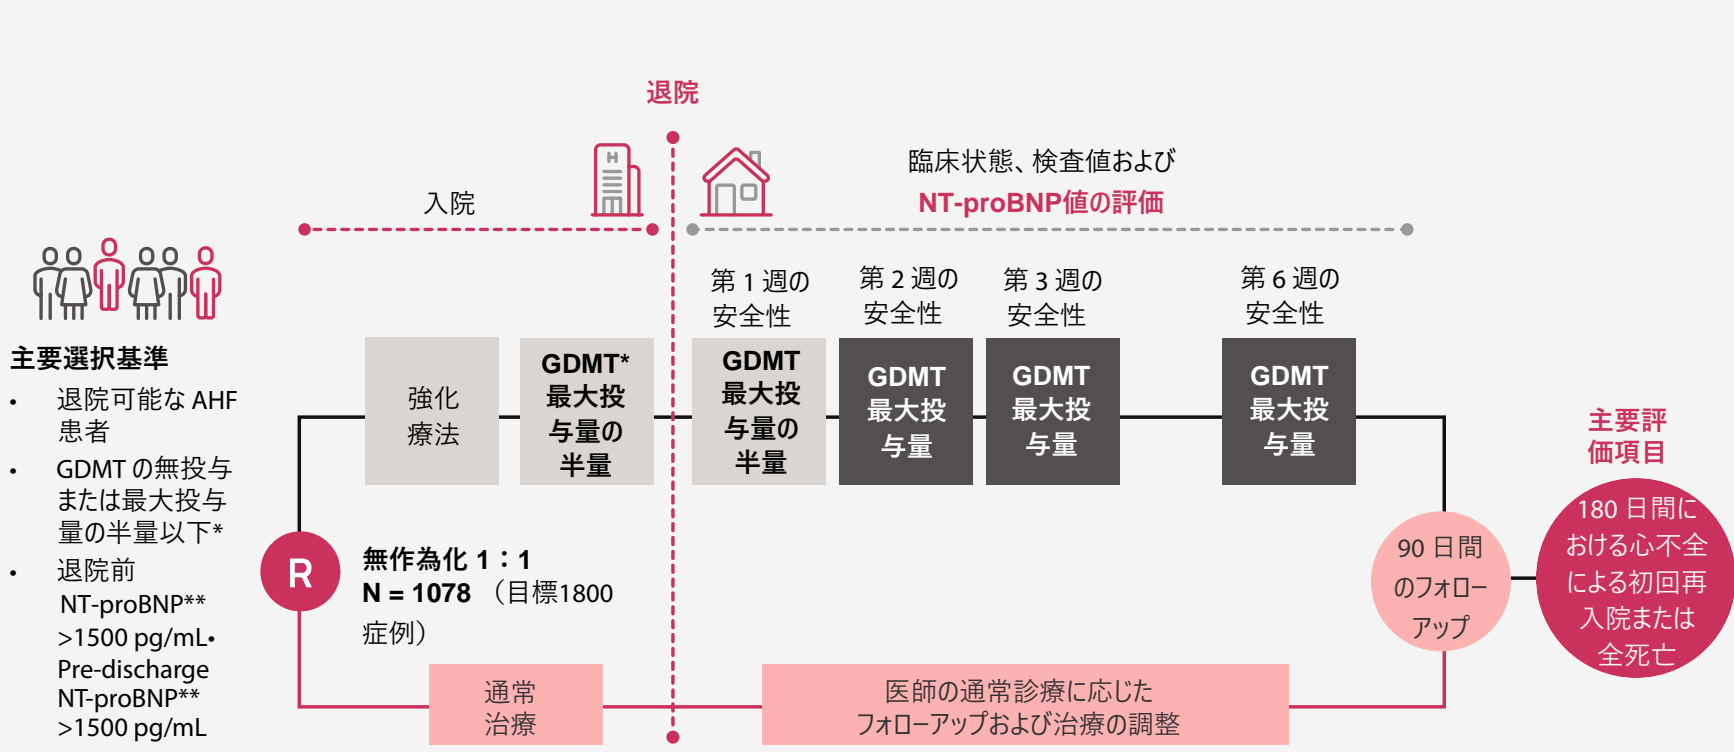 退院
入院
H
臨床状態、検査値および
NT-proBNP値の評価
第 1 週の
安全性
第 2 週の
安全性
第 3 週の
安全性
第 6 週の
安全性
主要選択基準
• 退院可能な AHF
患者
• GDMT の無投与
または最大投与
量の半量以下*
• 退院前
NT-proBNP**
>1500 pg/mL•
Pre-discharge
NT-proBNP**
>1500 pg/mL
強化
療法
GDMT*
最大投
与量の
半量
GDMT
最大投
与量の
半量
GDMT
最大投
与量
GDMT
最大投
与量
GDMT
最大投
与量
R
無作為化 1：1
N = 1078 （目標1800
症例）
通常
治療
医師の通常診療に応じた
フォローアップおよび治療の調整
90 日間
のフォロー
アップ
主要評
価項目
180 日間に
おける心不全
による初回再
入院または
全死亡